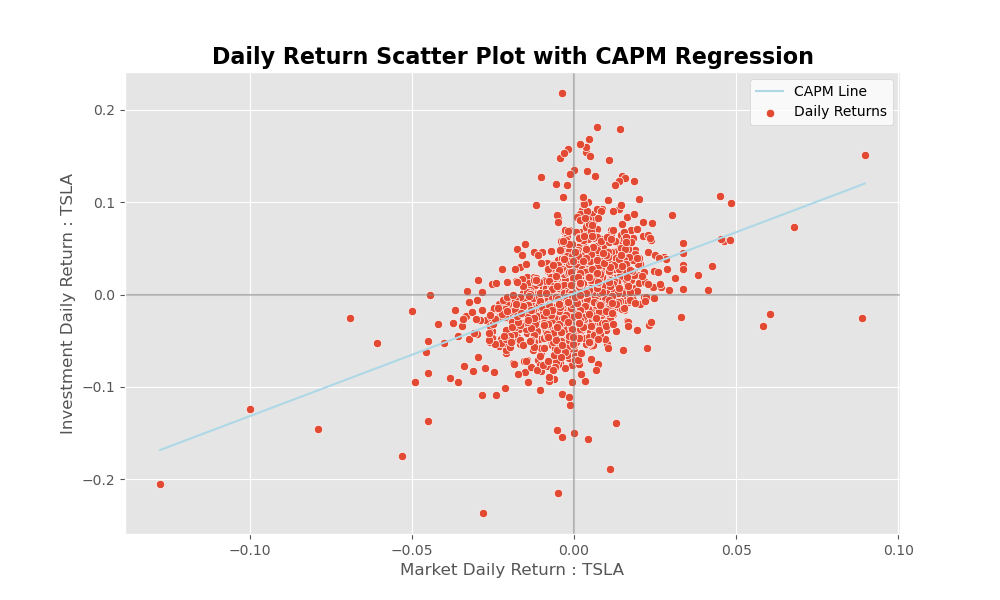 Daily Return Scatter Plot with CAPM Regression
CAPM Line
Daily Returns
Investment Daily Return : TSLA
0.2
0.1
0.0
−0.1
−0.2
−0.10
−0.05
0.00
0.05
0.10
Market Daily Return : TSLA